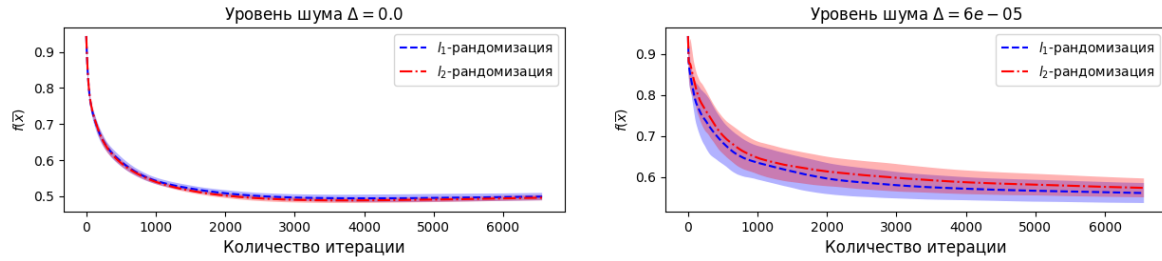 Уровень шума Δ = 0.0
0.9
0.8
0.7
0.6
0.5
f(x̅)
l₁-рандомизация
l₂-рандомизация
0 1000 2000 3000 4000 5000 6000
Количество итерации
Уровень шума Δ = 6e − 05
0.9
0.8
0.7
0.6
f(x̅)
l₁-рандомизация
l₂-рандомизация
0 1000 2000 3000 4000 5000 6000
Количество итерации